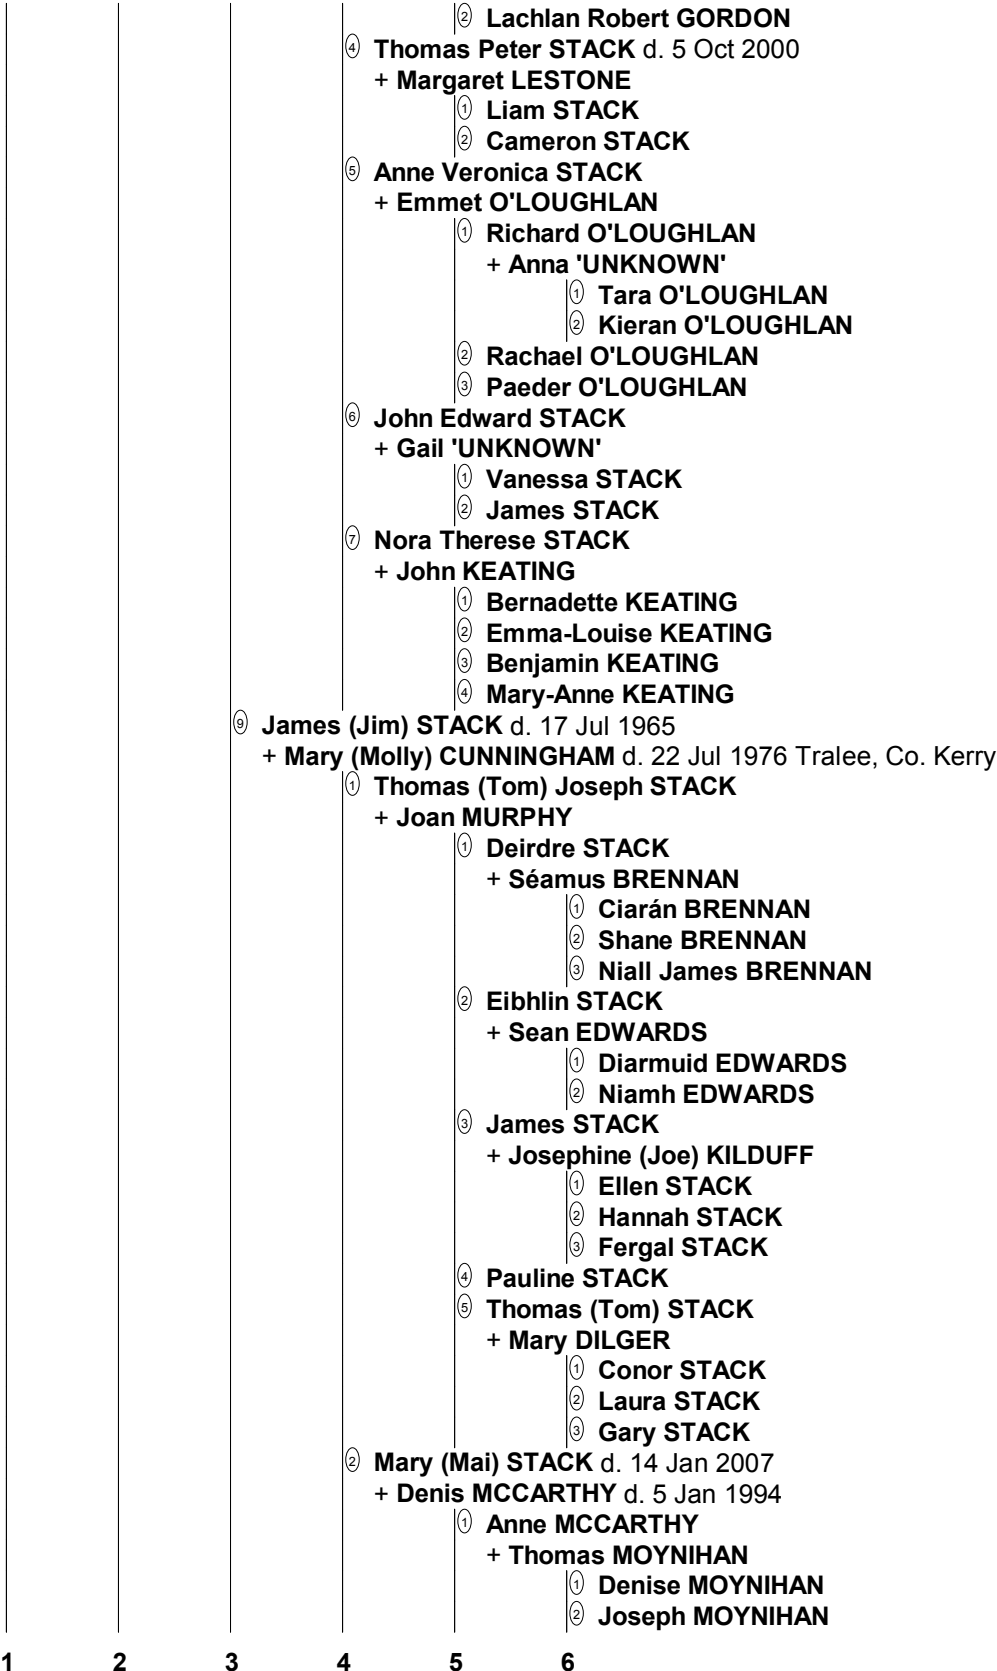 ② Lachlan Robert GORDON
④ Thomas Peter STACK d. 5 Oct 2000
+ Margaret LESTONE
① Liam STACK
② Cameron STACK
⑤ Anne Veronica STACK
+ Emmet O'LOUGHLAN
① Richard O'LOUGHLAN
+ Anna 'UNKNOWN'
① Tara O'LOUGHLAN
② Kieran O'LOUGHLAN
② Rachael O'LOUGHLAN
③ Paeder O'LOUGHLAN
⑥ John Edward STACK
+ Gail 'UNKNOWN'
① Vanessa STACK
② James STACK
⑦ Nora Therese STACK
+ John KEATING
① Bernadette KEATING
② Emma-Louise KEATING
③ Benjamin KEATING
④ Mary-Anne KEATING
⑨ James (Jim) STACK d. 17 Jul 1965
+ Mary (Molly) CUNNINGHAM d. 22 Jul 1976 Tralee, Co. Kerry
① Thomas (Tom) Joseph STACK
+ Joan MURPHY
① Deirdre STACK
+ Séamus BRENNAN
① Ciarán BRENNAN
② Shane BRENNAN
③ Niall James BRENNAN
② Eibhlin STACK
+ Sean EDWARDS
① Diarmuid EDWARDS
② Niamh EDWARDS
③ James STACK
+ Josephine (Joe) KILDUFF
① Ellen STACK
② Hannah STACK
③ Fergal STACK
④ Pauline STACK
⑤ Thomas (Tom) STACK
+ Mary DILGER
① Conor STACK
② Laura STACK
③ Gary STACK
② Mary (Mai) STACK d. 14 Jan 2007
+ Denis MCCARTHY d. 5 Jan 1994
① Anne MCCARTHY
+ Thomas MOYNIHAN
① Denise MOYNIHAN
② Joseph MOYNIHAN
1 2 3 4 5 6